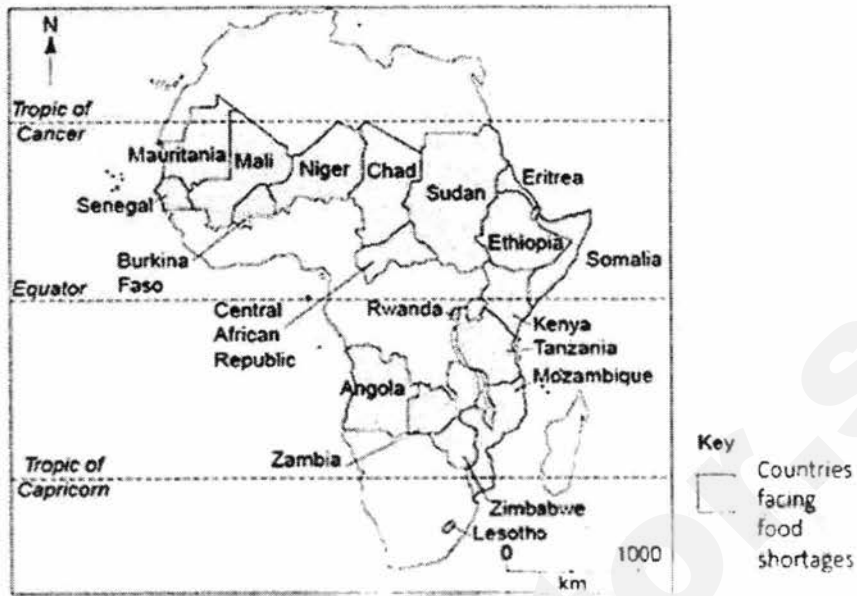 N
Tropic of
Cancer
Mauritania
Mali
Niger
Chad
Sudan
Eritrea
Senegal
Ethiopia
Burkina
Faso
Somalia
Equator
Central
African
Republic
Rwanda
Kenya
Tanzania
Mozambique
Angola
Zambia
Tropic of
Capricorn
Zimbabwe
Lesotho
0 1000
km
Key
Countries
facing
food
shortages